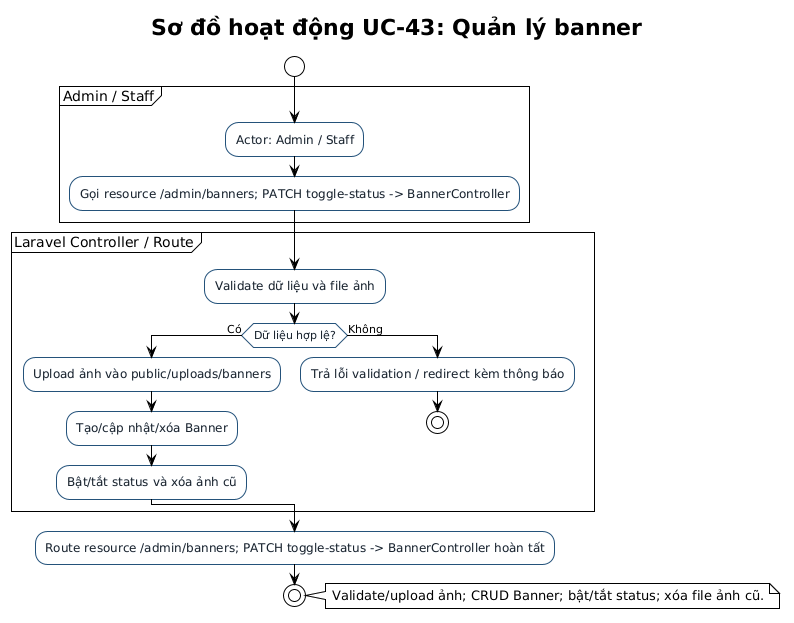 Sơ đồ hoạt động UC-43: Quản lý banner
Admin / Staff
Actor: Admin / Staff
Gọi resource /admin/banners; PATCH toggle-status -> BannerController
Laravel Controller / Route
Validate dữ liệu và file ảnh
Có
Dữ liệu hợp lệ?
Không
Upload ảnh vào public/uploads/banners
Trả lỗi validation / redirect kèm thông báo
Tạo/cập nhật/xóa Banner
Bật/tắt status và xóa ảnh cũ
Route resource /admin/banners; PATCH toggle-status -> BannerController hoàn tất
Validate/upload ảnh; CRUD Banner; bật/tắt status; xóa file ảnh cũ.